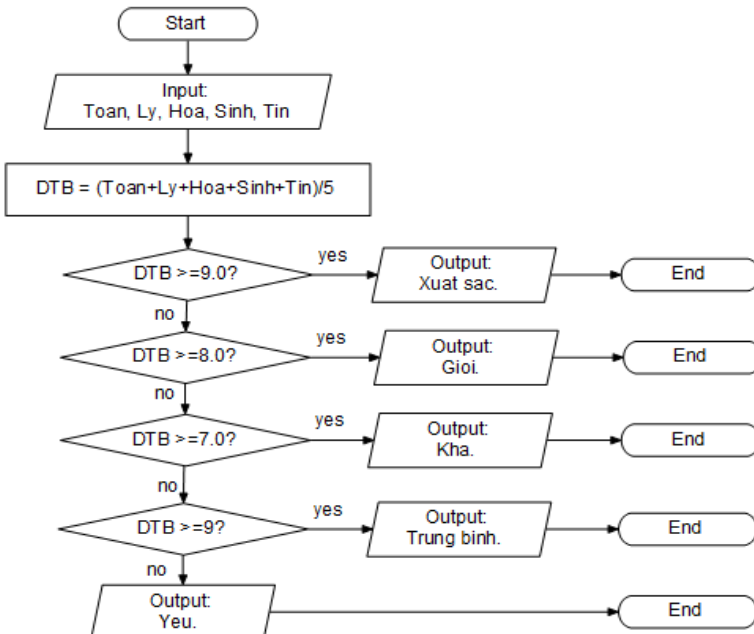 Start
Input:
Toan, Ly, Hoa, Sinh, Tin
DTB = (Toan+Ly+Hoa+Sinh+Tin)/5
DTB >=9.0?
yes
Output:
Xuat sac.
End
no
DTB >=8.0?
yes
Output:
Gioi.
End
no
DTB >=7.0?
yes
Output:
Kha.
End
no
DTB >=9?
yes
Output:
Trung binh.
End
no
Output:
Yeu.
End